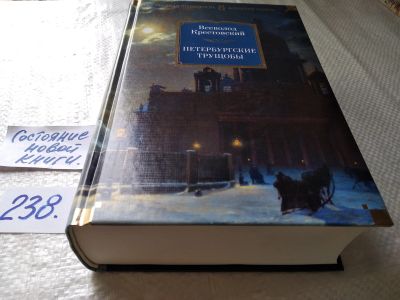 Всеволод
Крестовский
ПЕТЕРБУРГСКИЕ
ТРУЩОБЫ
Состояние
новой
книги.
238.